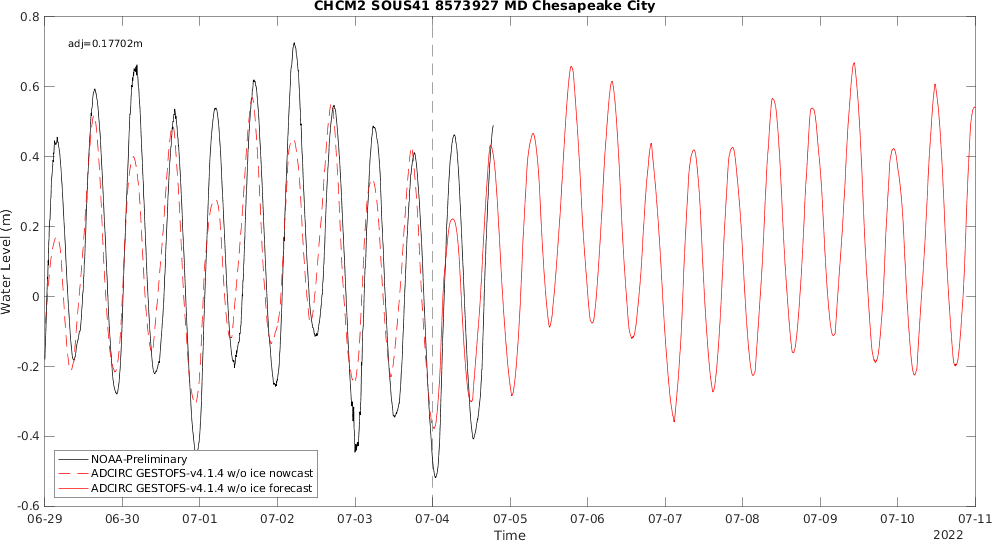 CHCM2 SOUS41 8573927 MD Chesapeake City
adj=0.17702m
0.8
0.6
0.4
0.2
0
-0.2
-0.4
-0.6
Water Level (m)
NOAA-Preliminary
ADCIRC GESTOFS-v4.1.4 w/o ice nowcast
ADCIRC GESTOFS-v4.1.4 w/o ice forecast
06-29 06-30 07-01 07-02 07-03 07-04 07-05 07-06 07-07 07-08 07-09 07-10 07-11
Time
2022